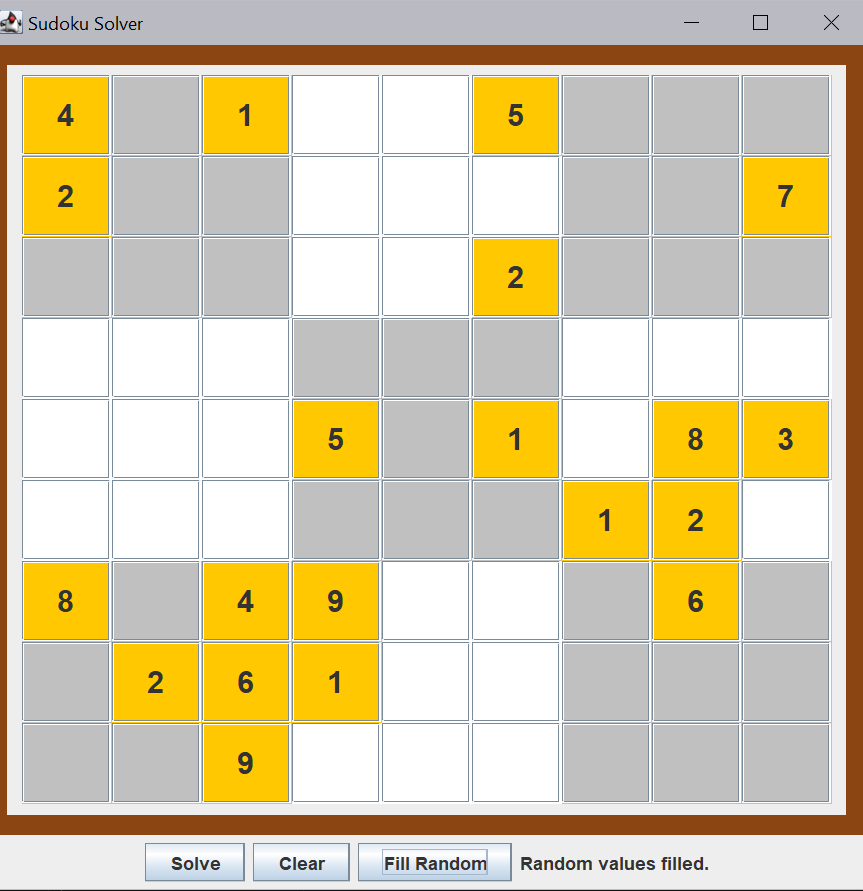 Sudoku Solver
4 1 5
2 7
2
5 1 8 3
1 2
8 4 9 6
2 6 1
9
Solve Clear Fill Random Random values filled.